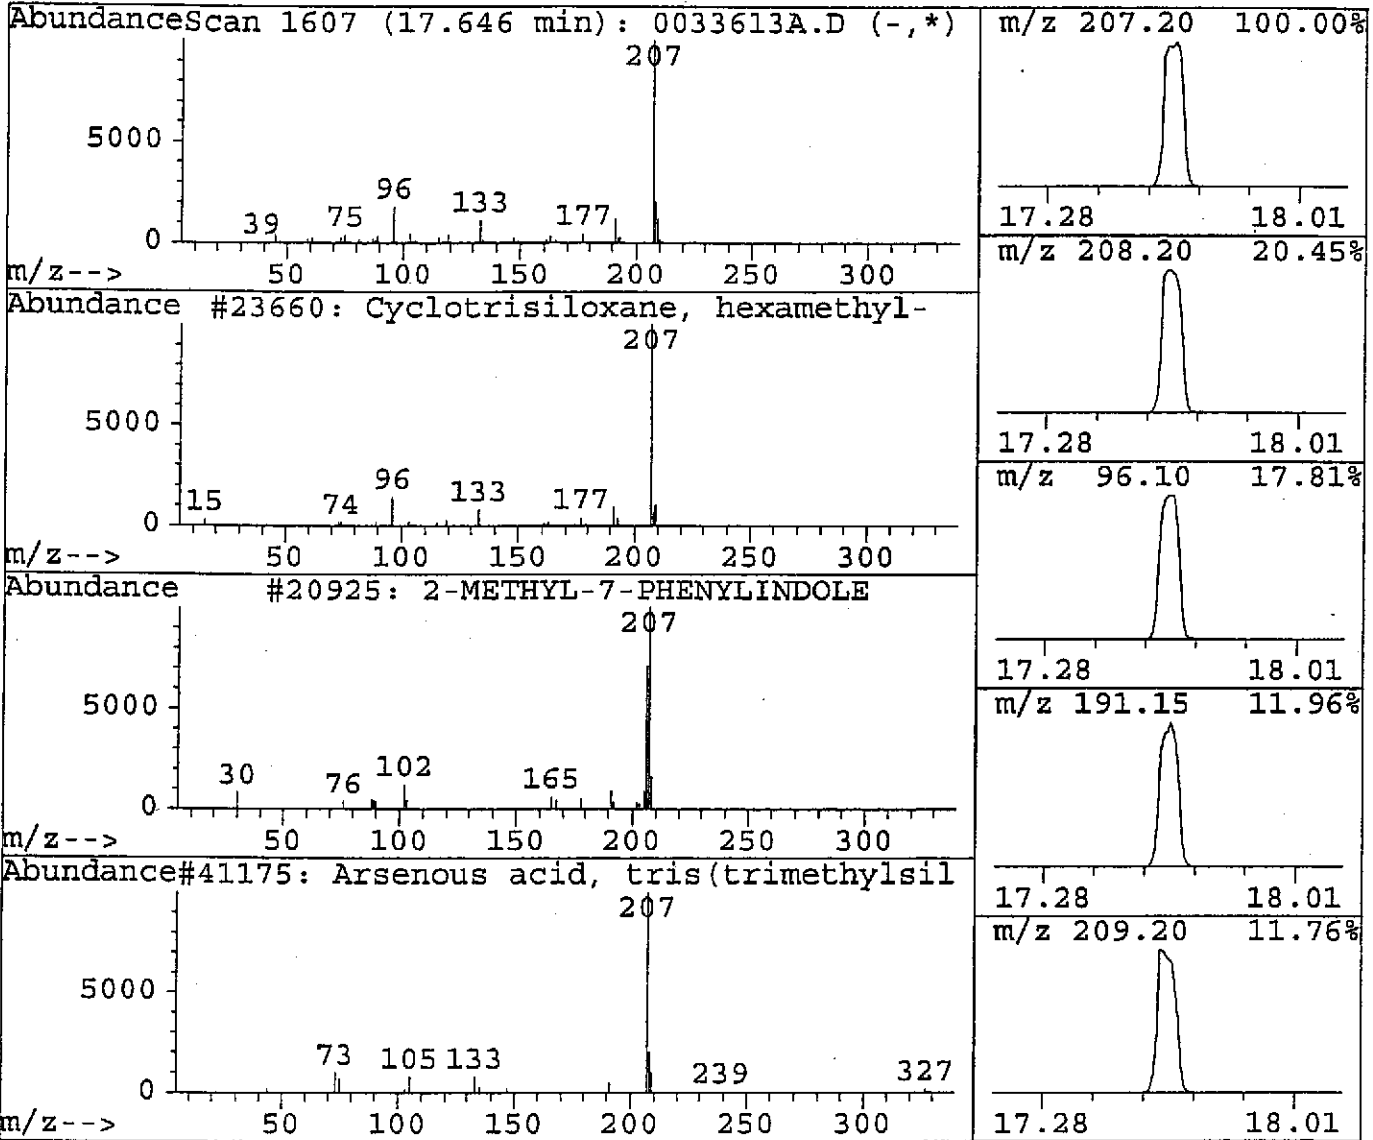 AbundanceScan 1607 (17.646 min): 0033613A.D (-,*)
207
5000
96
133
177
75
39
0
m/z-->
50 100 150 200 250 300
Abundance #23660: Cyclotrisiloxane, hexamethyl-
207
5000
96
133
177
15
74
0
m/z-->
50 100 150 200 250 300
Abundance #20925: 2-METHYL-7-PHENYLINDOLE
207
5000
30
76
102
165
0
m/z-->
50 100 150 200 250 300
Abundance#41175: Arsenous acid, tris(trimethylsil
207
5000
73
105
133
239
327
0
m/z-->
50 100 150 200 250 300
m/z 207.20 100.00%
17.28 18.01
m/z 208.20 20.45%
17.28 18.01
m/z 96.10 17.81%
17.28 18.01
m/z 191.15 11.96%
17.28 18.01
m/z 209.20 11.76%
17.28 18.01